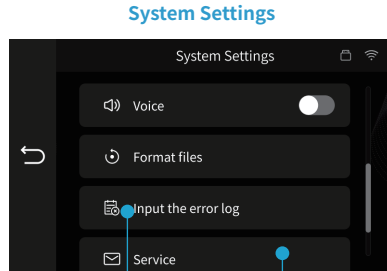 System Settings
System Settings
Voice
Format files
Input the error log
Service